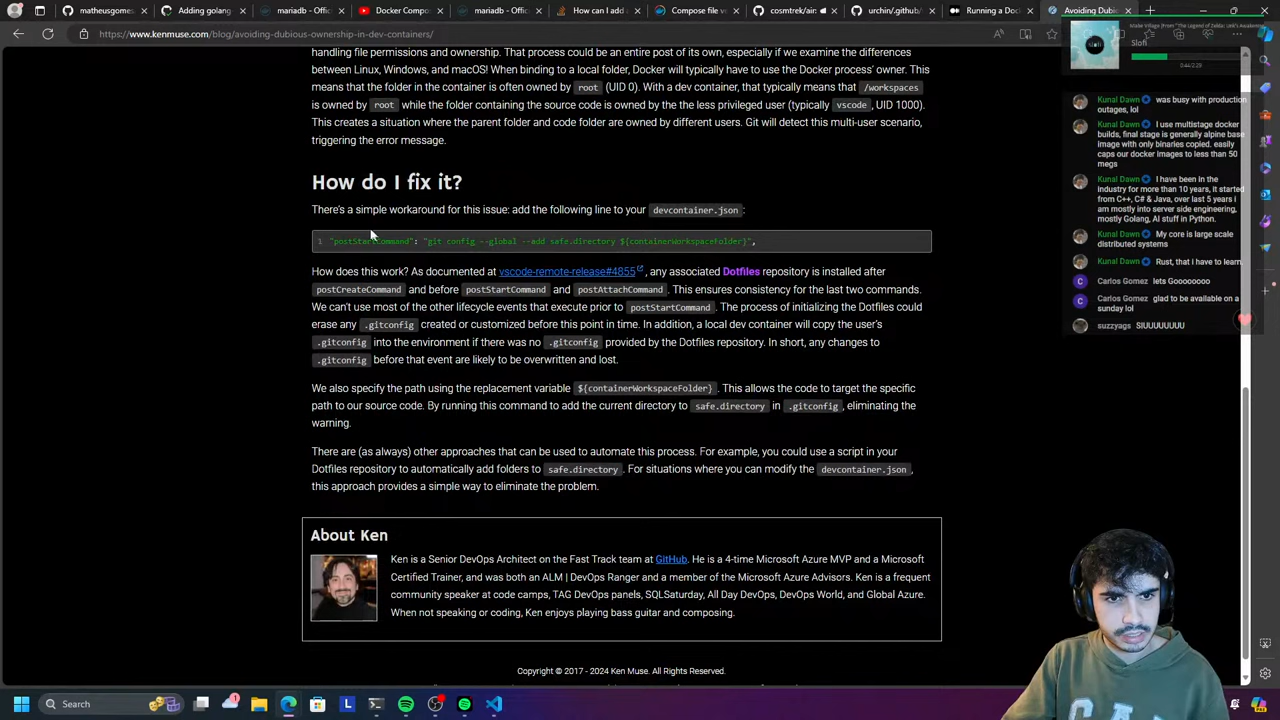 matheusgomes
Adding golang
mariadb - Offic
Docker Compo
mariadb - Offic
How can I add
Compose file v
cosmtrek/air
urchin/.github/
Running a Doc
Avoiding Dubio
https://www.kenmuse.com/blog/avoiding-dubious-ownership-in-dev-containers/
handling file permissions and ownership. That process could be an entire post of its own, especially if we examine the differences
between Linux, Windows, and macOS! When binding to a local folder, Docker will typically have to use the Docker process' owner. This
means that the folder in the container is often owned by root (UID 0). With a dev container, that typically means that /workspaces
is owned by root while the folder containing the source code is owned by the the less privileged user (typically vscode, UID 1000).
This creates a situation where the parent folder and code folder are owned by different users. Git will detect this multi-user scenario,
triggering the error message.
How do I fix it?
There's a simple workaround for this issue: add the following line to your devcontainer.json:
1 "postStartCommand": "git config --global --add safe.directory ${containerWorkspaceFolder}",
How does this work? As documented at vscode-remote-release#4855, any associated Dotfiles repository is installed after
postCreateCommand and before postStartCommand and postAttachCommand. This ensures consistency for the last two commands.
We can't use most of the other lifecycle events that execute prior to postStartCommand. The process of initializing the Dotfiles could
erase any .gitconfig created or customized before this point in time. In addition, a local dev container will copy the user's
.gitconfig into the environment if there was no .gitconfig provided by the Dotfiles repository. In short, any changes to
.gitconfig before that event are likely to be overwritten and lost.
We also specify the path using the replacement variable ${containerWorkspaceFolder}. This allows the code to target the specific
path to our source code. By running this command to add the current directory to safe.directory in .gitconfig, eliminating the
warning.
There are (as always) other approaches that can be used to automate this process. For example, you could use a script in your
Dotfiles repository to automatically add folders to safe.directory. For situations where you can modify the devcontainer.json,
this approach provides a simple way to eliminate the problem.
About Ken
Ken is a Senior DevOps Architect on the Fast Track team at GitHub. He is a 4-time Microsoft Azure MVP and a Microsoft
Certified Trainer, and was both an ALM | DevOps Ranger and a member of the Microsoft Azure Advisors. Ken is a frequent
community speaker at code camps, TAG DevOps panels, SQLSaturday, All Day DevOps, DevOps World, and Global Azure.
When not speaking or coding, Ken enjoys playing bass guitar and composing.
Copyright © 2017 - 2024 Ken Muse. All Rights Reserved.
Slofi
0:44/2:29
Kunal Dawn was busy with production
outages, lol
Kunal Dawn I use multistage docker
builds, final stage is generally alpine base
image with only binaries copied. easily
caps our docker images to less than 50
megs
Kunal Dawn I have been in the
industry for more than 10 years, it started
from C++, C# & Java, over last 5 years i
am mostly into server side engineering,
mostly Golang, AI stuff in Python.
Kunal Dawn My core is large scale
distributed systems
Kunal Dawn Rust, that i have to learn
C Carlos Gomez lets Gooooooo
C Carlos Gomez glad to be available on a
sunday lol
suzzyags SIUUUUUUU
Search